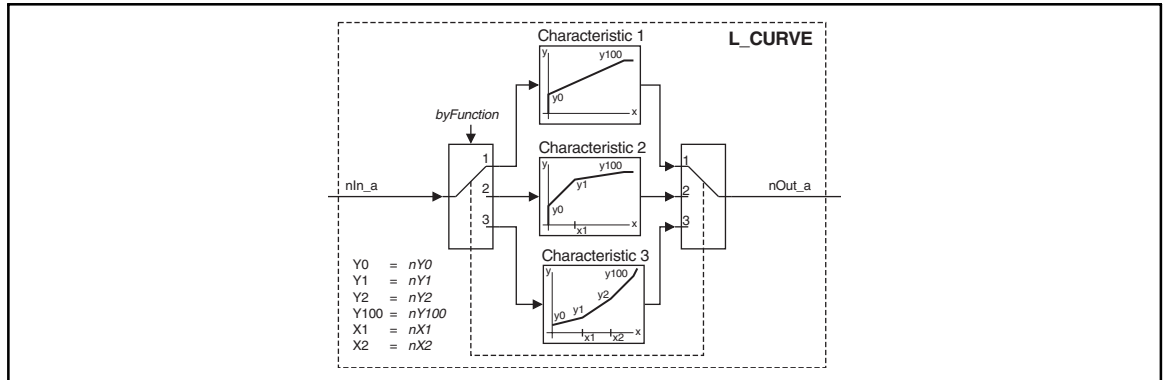 L_CURVE
Characteristic 1
y
y100
y0
x
byFunction
Characteristic 2
y
y100
y1
y0
x
x1
1
2
3
nIn_a
1
2
3
nOut_a
Characteristic 3
y
y100
y2
y1
y0
x
x1
x2
Y0 = nY0
Y1 = nY1
Y2 = nY2
Y100 = nY100
X1 = nX1
X2 = nX2